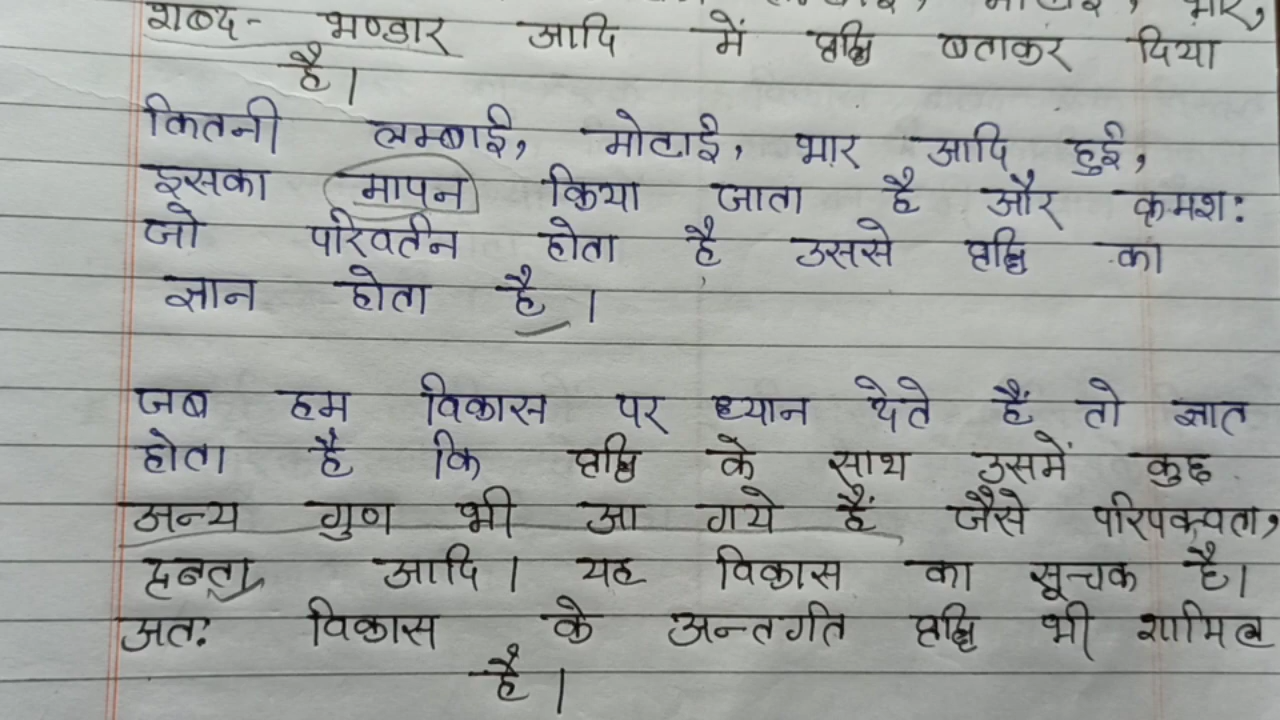 भार,
शब्द- भण्डार आदि में वृद्धि बताकर दिया
है।
कितनी लम्बाई, मोटाई, भार आदि हुई,
इसका मापन किया जाता है और क्रमश:
जो परिवर्तन होता है उससे वृद्धि का
ज्ञान होता है ।
जब हम विकास पर ध्यान देते हैं तो ज्ञात
होता है कि वृद्धि के साथ उसमें कुछ
अन्य गुण भी आ गये हैं जैसे परिपक्वता,
आदि । यह विकास का सूचक है।
अत: विकास के अन्तर्गत वृद्धि भी शामिल
है ।